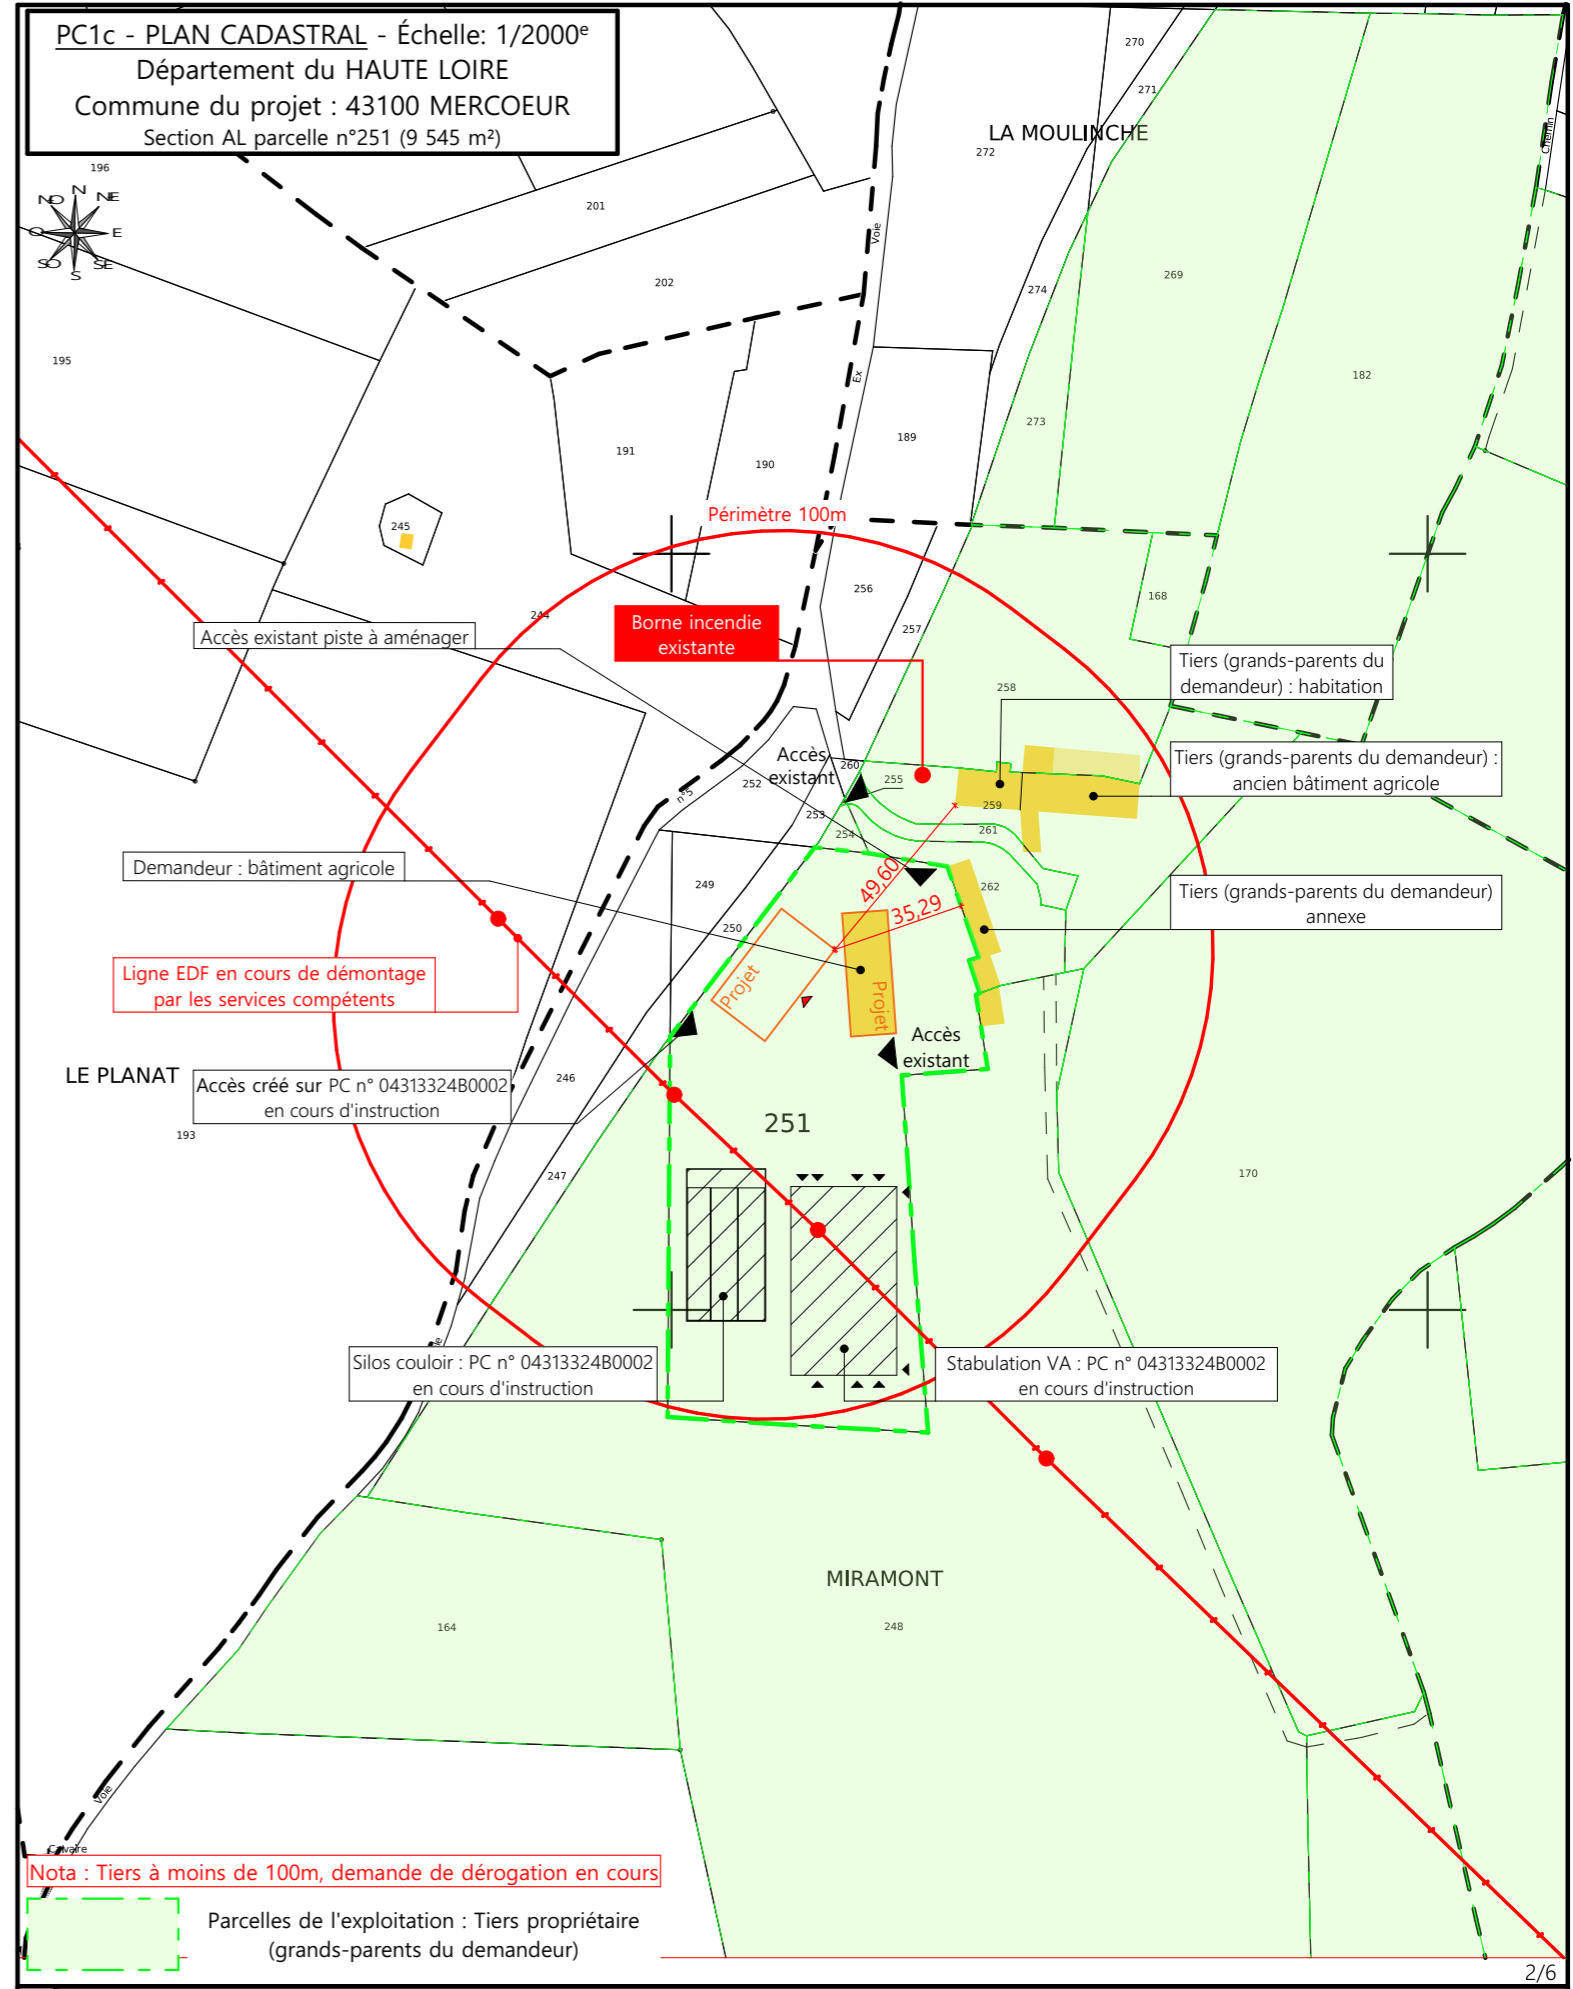 PC1c - PLAN CADASTRAL - Échelle: 1/2000e
Département du HAUTE LOIRE
Commune du projet : 43100 MERCOEUR
Section AL parcelle n°251 (9 545 m²)
270
271
Chemin
LA MOULINCHE
272
196
N
NO
NE
O
E
SO
SE
S
201
Voie
202
269
274
195
Ex
182
273
191
190
189
Périmètre 100m
245
256
168
244
257
Borne incendie
existante
Accès existant piste à aménager
Tiers (grands-parents du
demandeur) : habitation
258
Accès
existant
260
255
252
n°5
253
254
259
261
Tiers (grands-parents du demandeur) :
ancien bâtiment agricole
Demandeur : bâtiment agricole
249
49,60
262
Tiers (grands-parents du demandeur)
annexe
35,29
250
Projet
Projet
Ligne EDF en cours de démontage
par les services compétents
Accès
existant
LE PLANAT
246
Accès créé sur PC n° 04313324B0002
en cours d'instruction
193
251
247
170
Silos couloir : PC n° 04313324B0002
en cours d'instruction
Stabulation VA : PC n° 04313324B0002
en cours d'instruction
MIRAMONT
164
248
Voie
Calvaire
Nota : Tiers à moins de 100m, demande de dérogation en cours
Parcelles de l'exploitation : Tiers propriétaire
(grands-parents du demandeur)
2/6